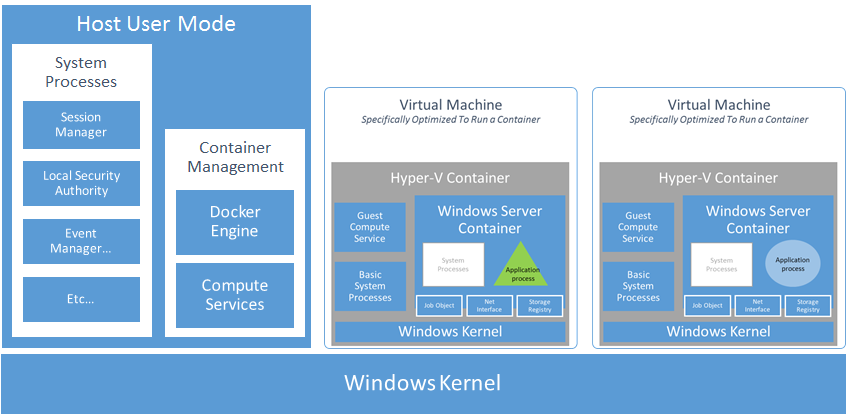 Host User Mode
System
Processes
Session
Manager
Local Security
Authority
Event
Manager...
Etc...
Container
Management
Docker
Engine
Compute
Services
Virtual Machine
Specifically Optimized To Run a Container
Hyper-V Container
Guest
Compute
Service
Basic
System
Processes
Windows Server
Container
System
Processes
Application
process
Job Object
Net
Interface
Storage
Registry
Windows Kernel
Virtual Machine
Specifically Optimized To Run a Container
Hyper-V Container
Guest
Compute
Service
Basic
System
Processes
Windows Server
Container
System
Processes
Application
process
Job Object
Net
Interface
Storage
Registry
Windows Kernel
Windows Kernel